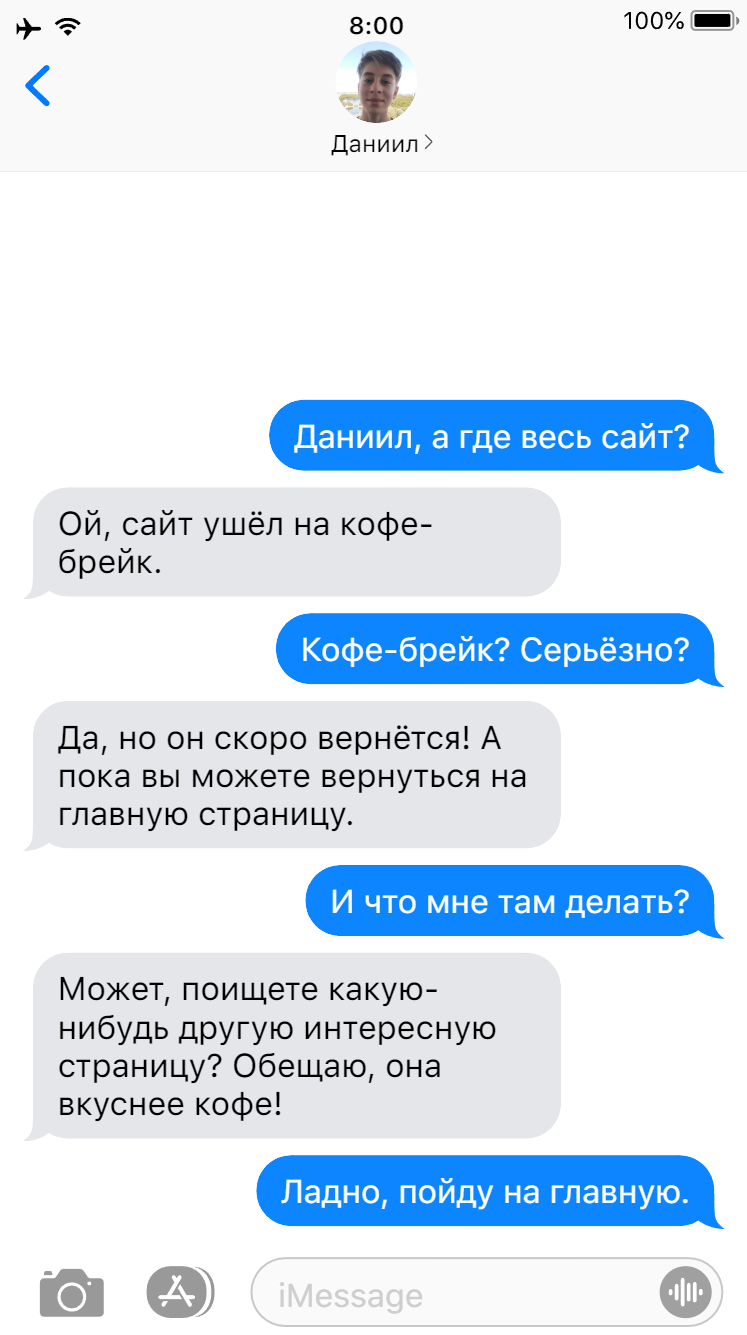 8:00
100%
Даниил
Даниил, а где весь сайт?
Ой, сайт ушёл на кофе-
брейк.
Кофе-брейк? Серьёзно?
Да, но он скоро вернётся! А
пока вы можете вернуться на
главную страницу.
И что мне там делать?
Может, поищете какую-
нибудь другую интересную
страницу? Обещаю, она
вкуснее кофе!
Ладно, пойду на главную.
iMessage